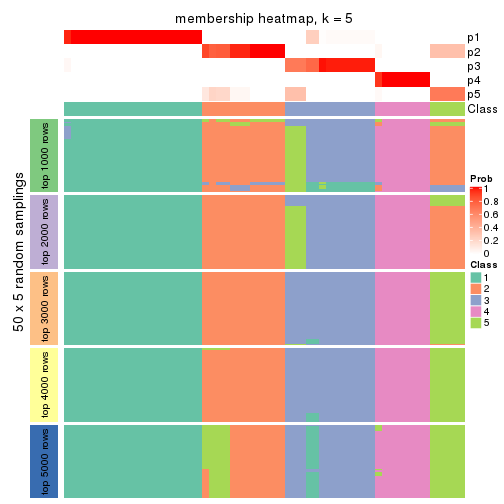 membership heatmap, k = 5
p1
p2
p3
p4
p5
Class
50 x 5 random samplings
top 1000 rows
top 2000 rows
top 3000 rows
top 4000 rows
top 5000 rows
Prob
1
0.8
0.6
0.4
0.2
0
Class
1
2
3
4
5